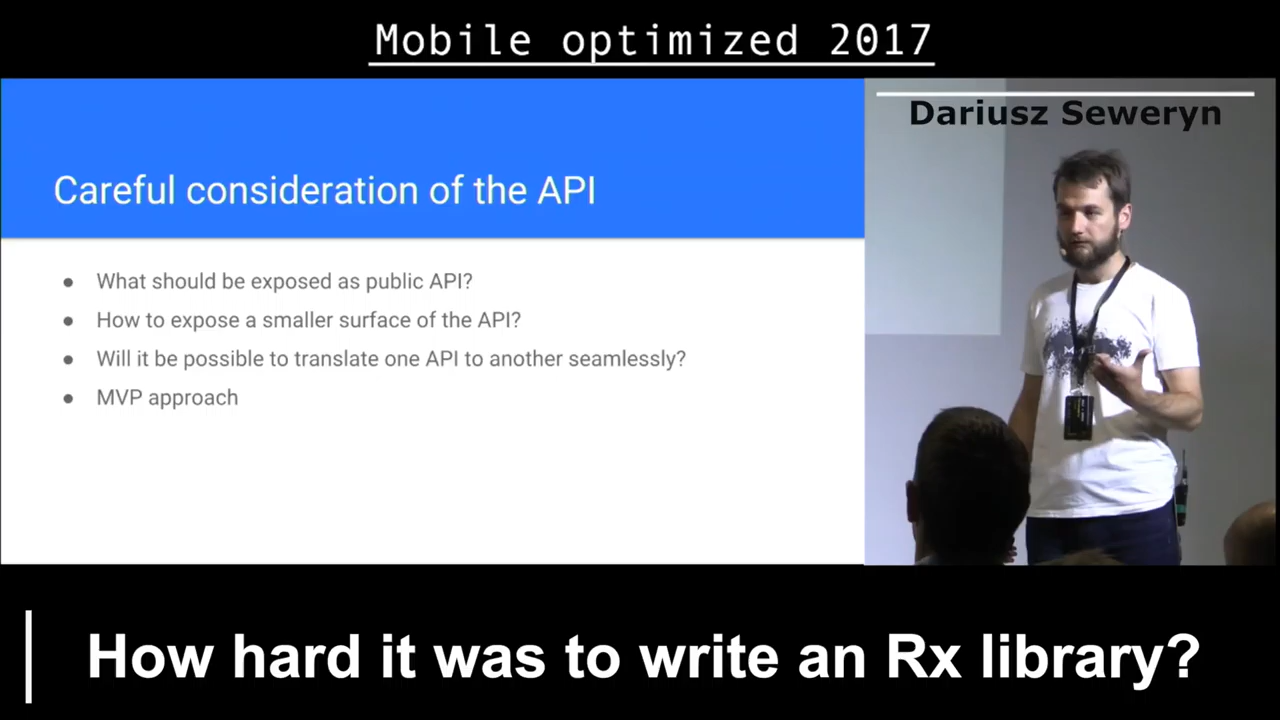 Mobile optimized 2017
Dariusz Seweryn
Careful consideration of the API
● What should be exposed as public API?
● How to expose a smaller surface of the API?
● Will it be possible to translate one API to another seamlessly?
● MVP approach
How hard it was to write an Rx library?